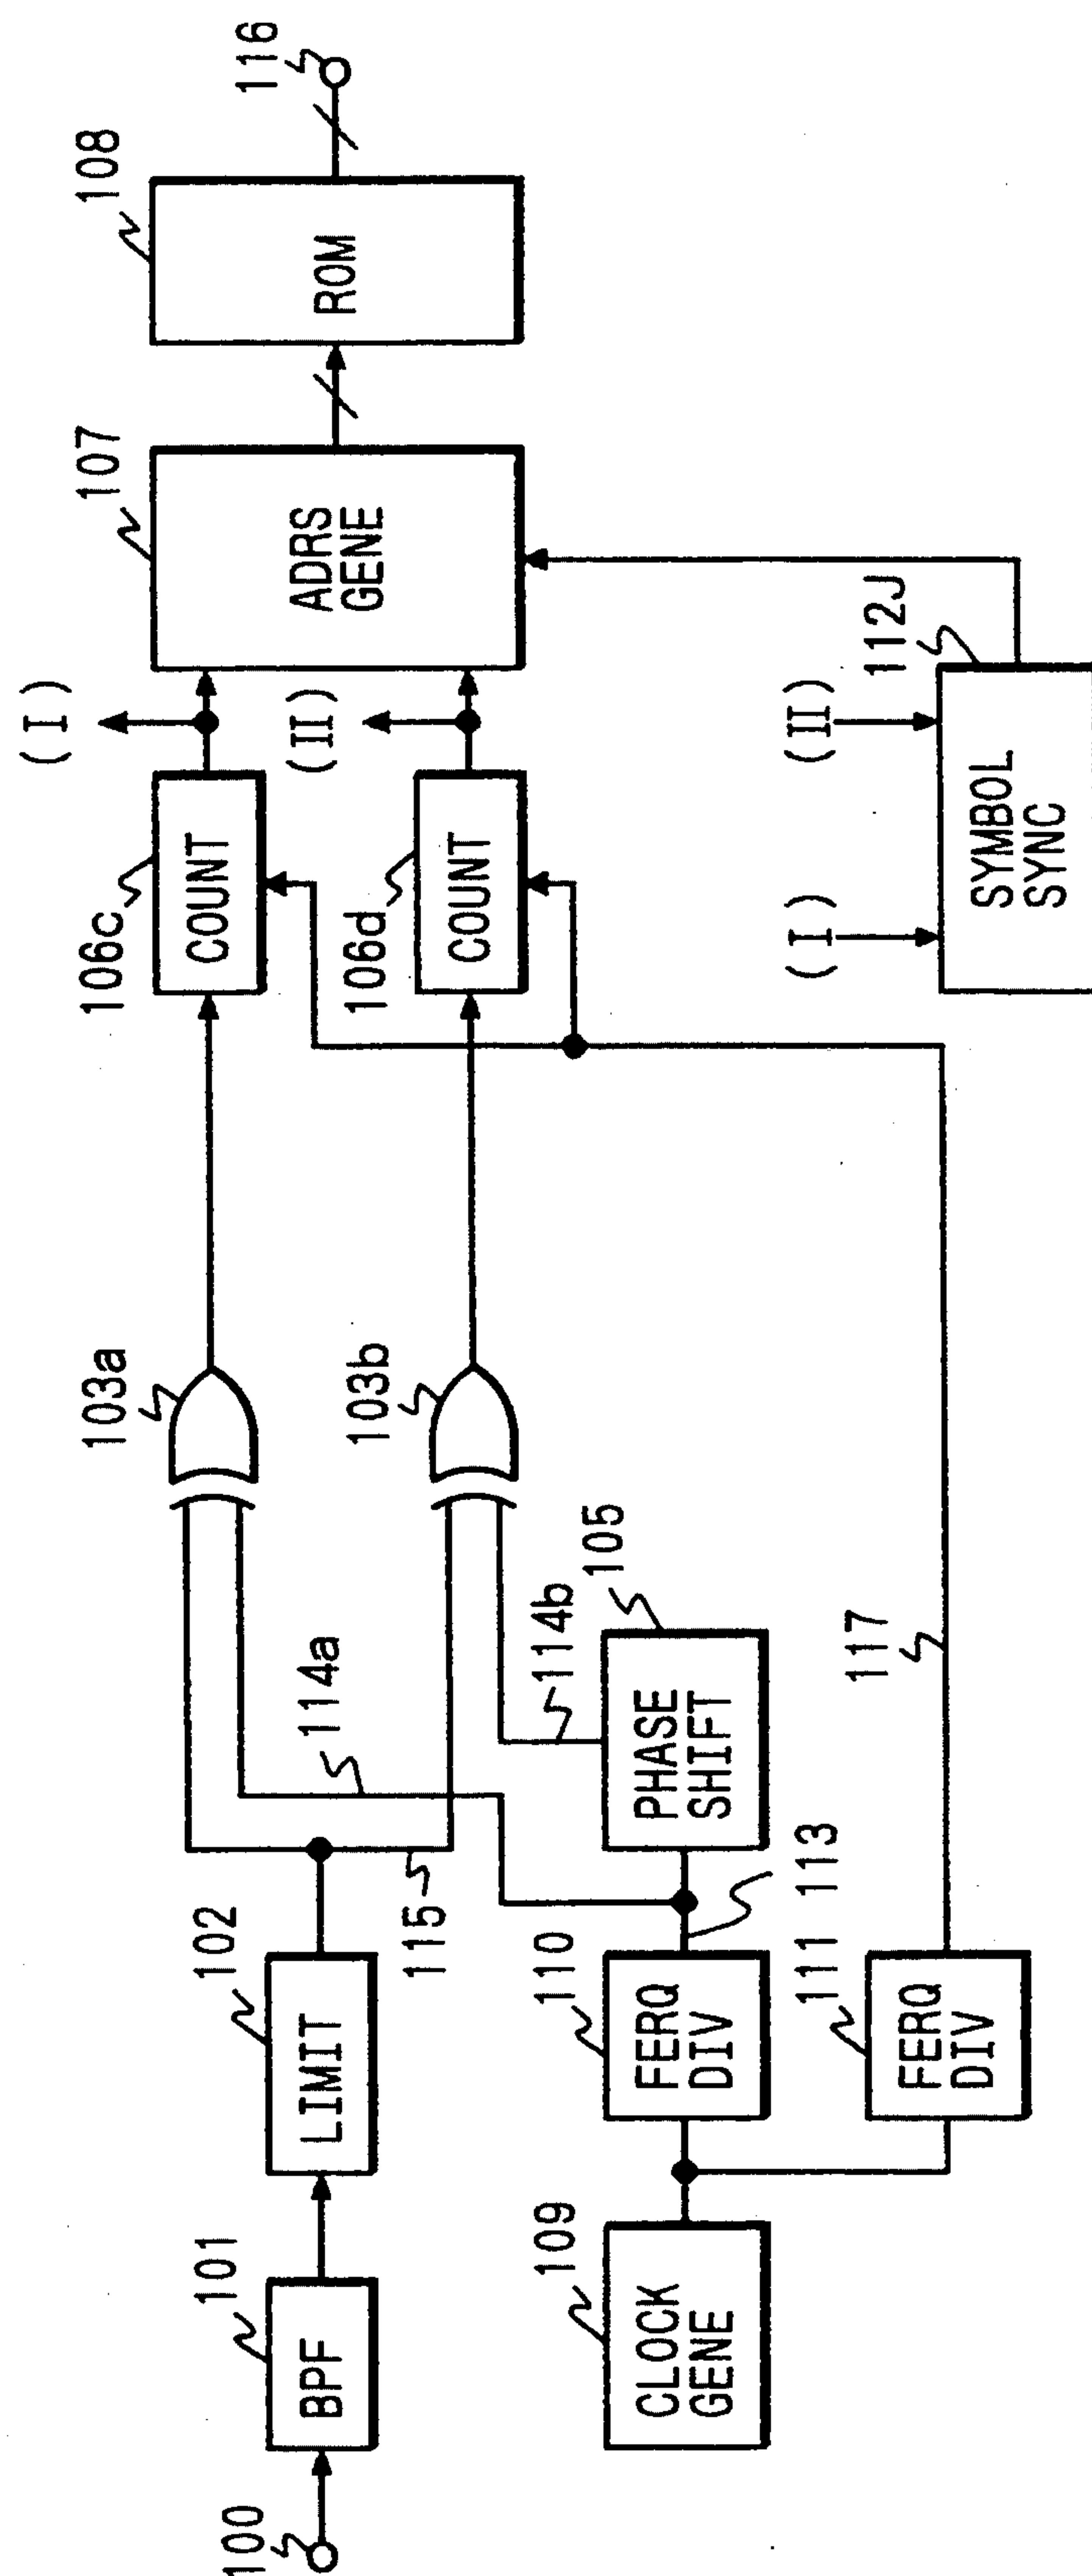 100
101
BPF
102
LIMIT
115
103a
114a
103b
114b
105
PHASE
SHIFT
109
CLOCK
GENE
110
FERQ
DIV
113
111
FERQ
DIV
117
106c
COUNT
(I)
106d
COUNT
(II)
107
ADRS
GENE
108
ROM
116
(I)
(II)
112J
SYMBOL
SYNC